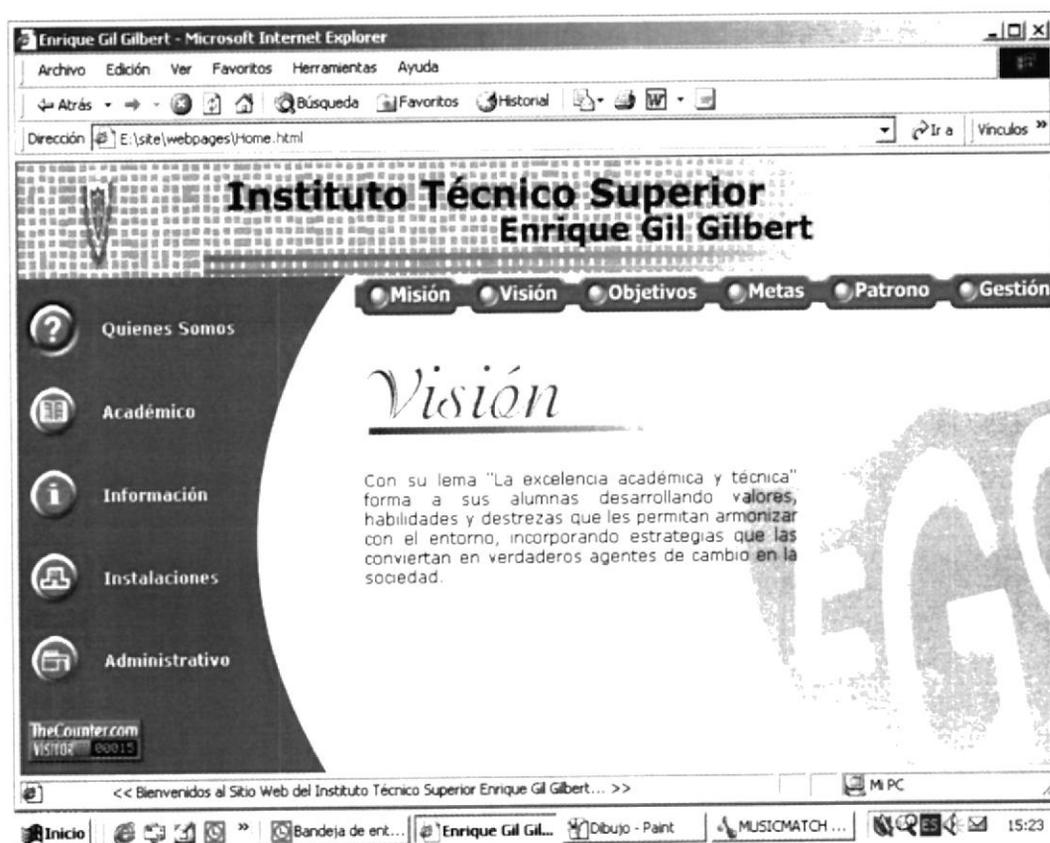 Enrique Gil Gilbert - Microsoft Internet Explorer
Archivo Edición Ver Favoritos Herramientas Ayuda
Atrás Búsqueda Favoritos Historial
Dirección E:\site\webpages\Home.html Ir a Vínculos »
Instituto Técnico Superior
Enrique Gil Gilbert
Misión Visión Objetivos Metas Patrono Gestión
Quienes Somos
Académico
Información
Instalaciones
Administrativo
Visión
Con su lema "La excelencia académica y técnica"
forma a sus alumnas desarrollando valores,
habilidades y destrezas que les permitan armonizar
con el entorno, incorporando estrategias que las
conviertan en verdaderos agentes de cambio en la
sociedad.
EGG
TheCounter.com
VISITOR 00015
<< Bienvenidos al Sitio Web del Instituto Técnico Superior Enrique Gil Gilbert... >> Mi PC
Inicio » Bandeja de ent... Enrique Gil Gil... Dibujo - Paint MUSICMATCH ... ES 15:23